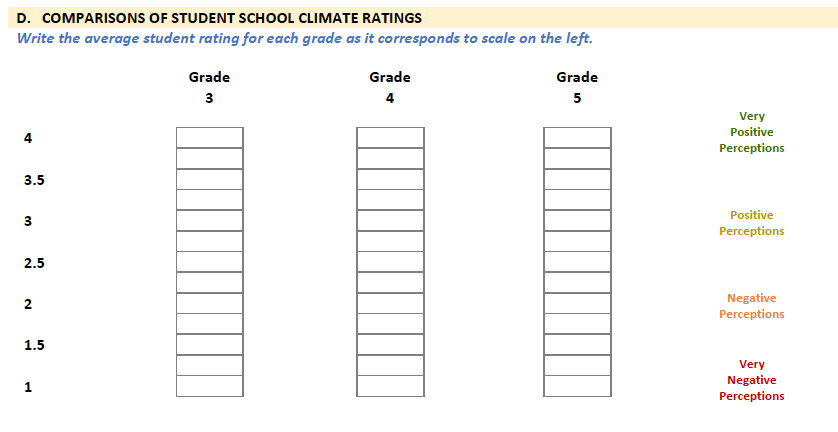 D. COMPARISONS OF STUDENT SCHOOL CLIMATE RATINGS
Write the average student rating for each grade as it corresponds to scale on the left.
Grade
3
Grade
4
Grade
5
4
3.5
3
2.5
2
1.5
1
Very
Positive
Perceptions
Positive
Perceptions
Negative
Perceptions
Very
Negative
Perceptions